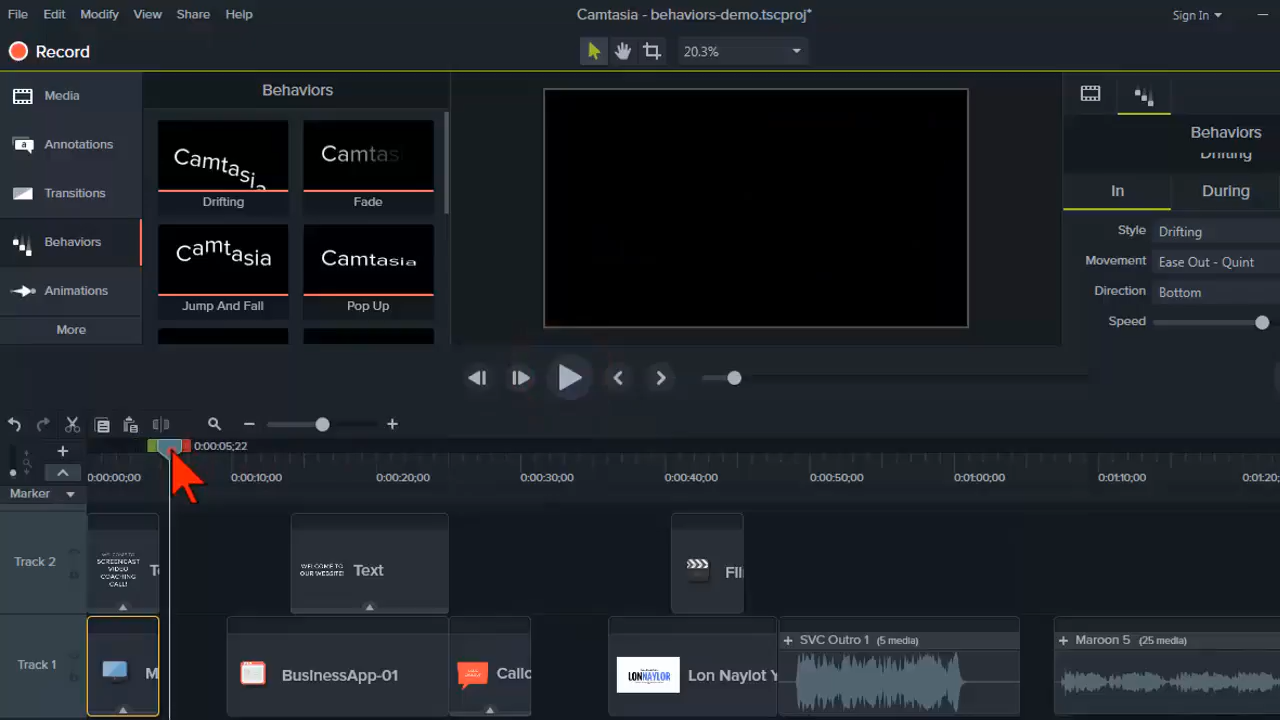 File Edit Modify View Share Help
Camtasia - behaviors-demo.tscproj*
Sign In
Record
20.3%
Media
Annotations
Transitions
Behaviors
Animations
More
Behaviors
Camtasia
Drifting
Camtas
Fade
Camtasia
Jump And Fall
Camtasia
Pop Up
Behaviors
Drifting
In During
Style Drifting
Movement Ease Out - Quint
Direction Bottom
Speed
0:00:05;22
0:00:00;00 0:00:10;00 0:00:20;00 0:00:30;00 0:00:40;00 0:00:50;00 0:01:00;00 0:01:10;00 0:01:20;
Marker
Track 2
WELCOME TO
SCREENCAST
VIDEO
COACHING
CALL!
WELCOME TO
OUR WEBSITE!
Text
Track 1
M
BusinessApp-01
Callo
LONNAYLOR
Lon Naylot Y
SVC Outro 1 (5 media)
Maroon 5 (25 media)